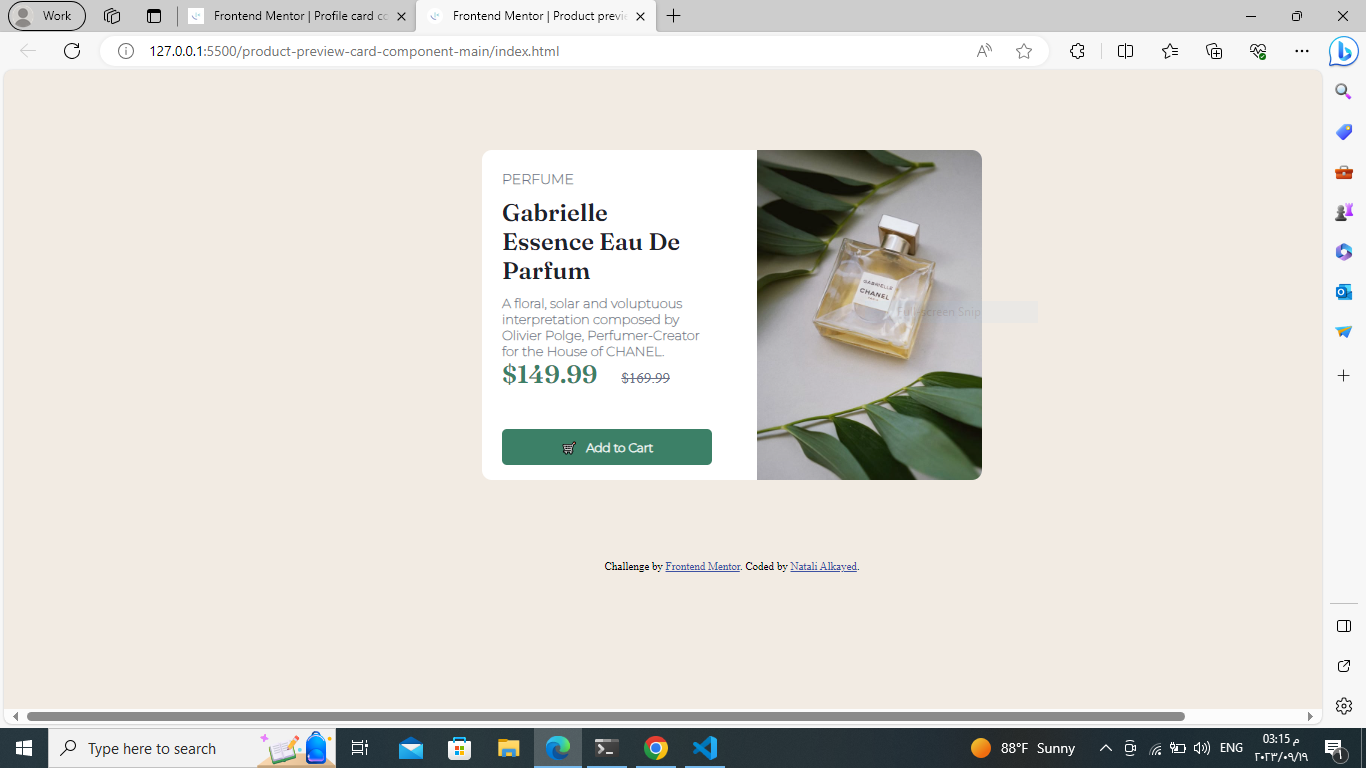 Work
Frontend Mentor | Profile card co
Frontend Mentor | Product previe
127.0.0.1:5500/product-preview-card-component-main/index.html
PERFUME
Gabrielle
Essence Eau De
Parfum
A floral, solar and voluptuous
interpretation composed by
Olivier Polge, Perfumer-Creator
for the House of CHANEL.
$149.99 $169.99
Add to Cart
GABRIELLE
CHANEL
Fullscreen Snip
Challenge by Frontend Mentor. Coded by Natali Alkayed.
Type here to search
88°F Sunny
ENG
03:15 م
٢٠٢٣/٠٩/١٩
1